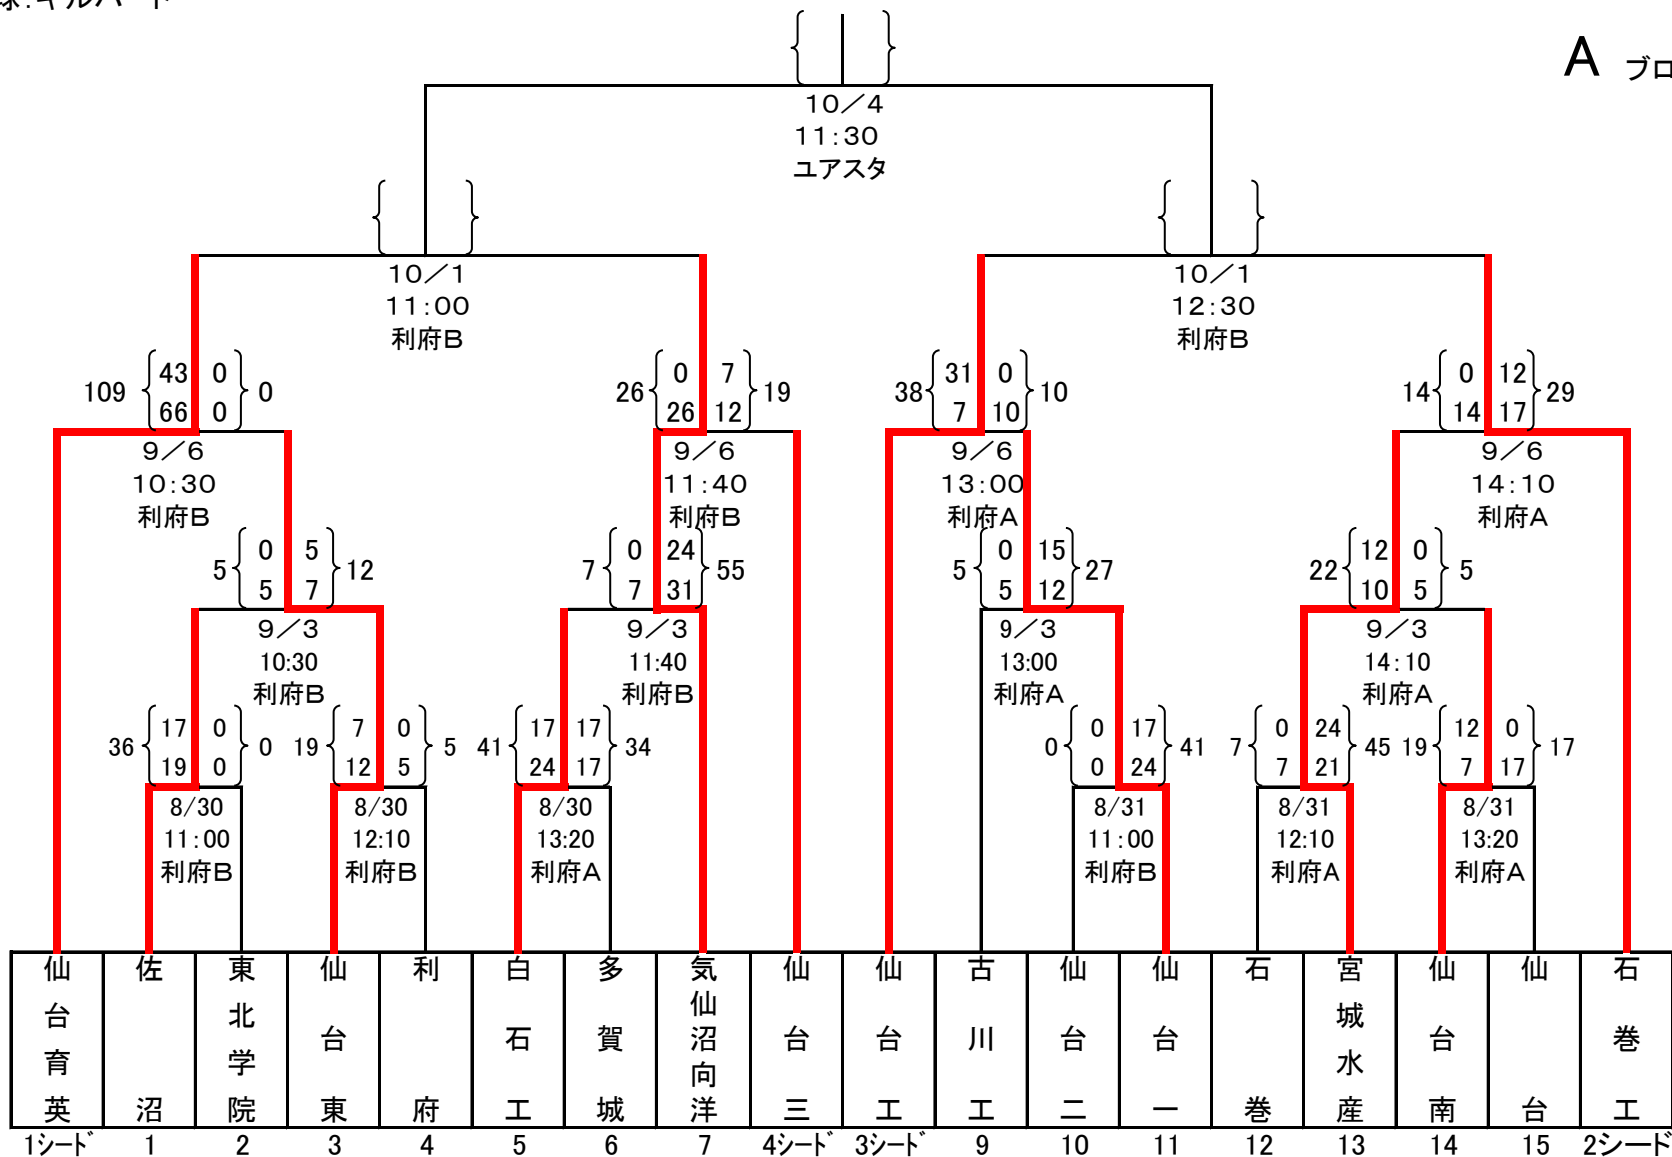 A ブロ
10／4
11:30
ユアスタ
10／1
11:00
利府B
10／1
12:30
利府B
109 43 0 0
66 0
26 0 7 19
26 12
38 31 0 10
7 10
14 0 12 29
14 17
9／6
10:30
利府B
9／6
11:40
利府B
9／6
13:00
利府A
9／6
14:10
利府A
5 0 5 12
5 7
7 0 24 55
7 31
5 0 15 27
5 12
22 12 0 5
10 5
9／3
10:30
利府B
9／3
11:40
利府B
9／3
13:00
利府A
9／3
14:10
利府A
36 17 0 0
19 0
19 7 0 5
12 5
41 17 17 34
24 17
0 0 17 41
0 24
7 0 24 45
7 21
19 12 0 17
7 17
8/30
11:00
利府B
8/30
12:10
利府B
8/30
13:20
利府A
8/31
11:00
利府B
8/31
12:10
利府A
8/31
13:20
利府A
仙台育英
佐沼
東北学院
仙台東
利府
白石工
多賀城
気仙沼向洋
仙台三
仙台工
古川工
仙台二
仙台一
石巻
宮城水産
仙台南
仙台
石巻工
1シード 1 2 3 4 5 6 7 4シード 3シード 9 10 11 12 13 14 15 2シード